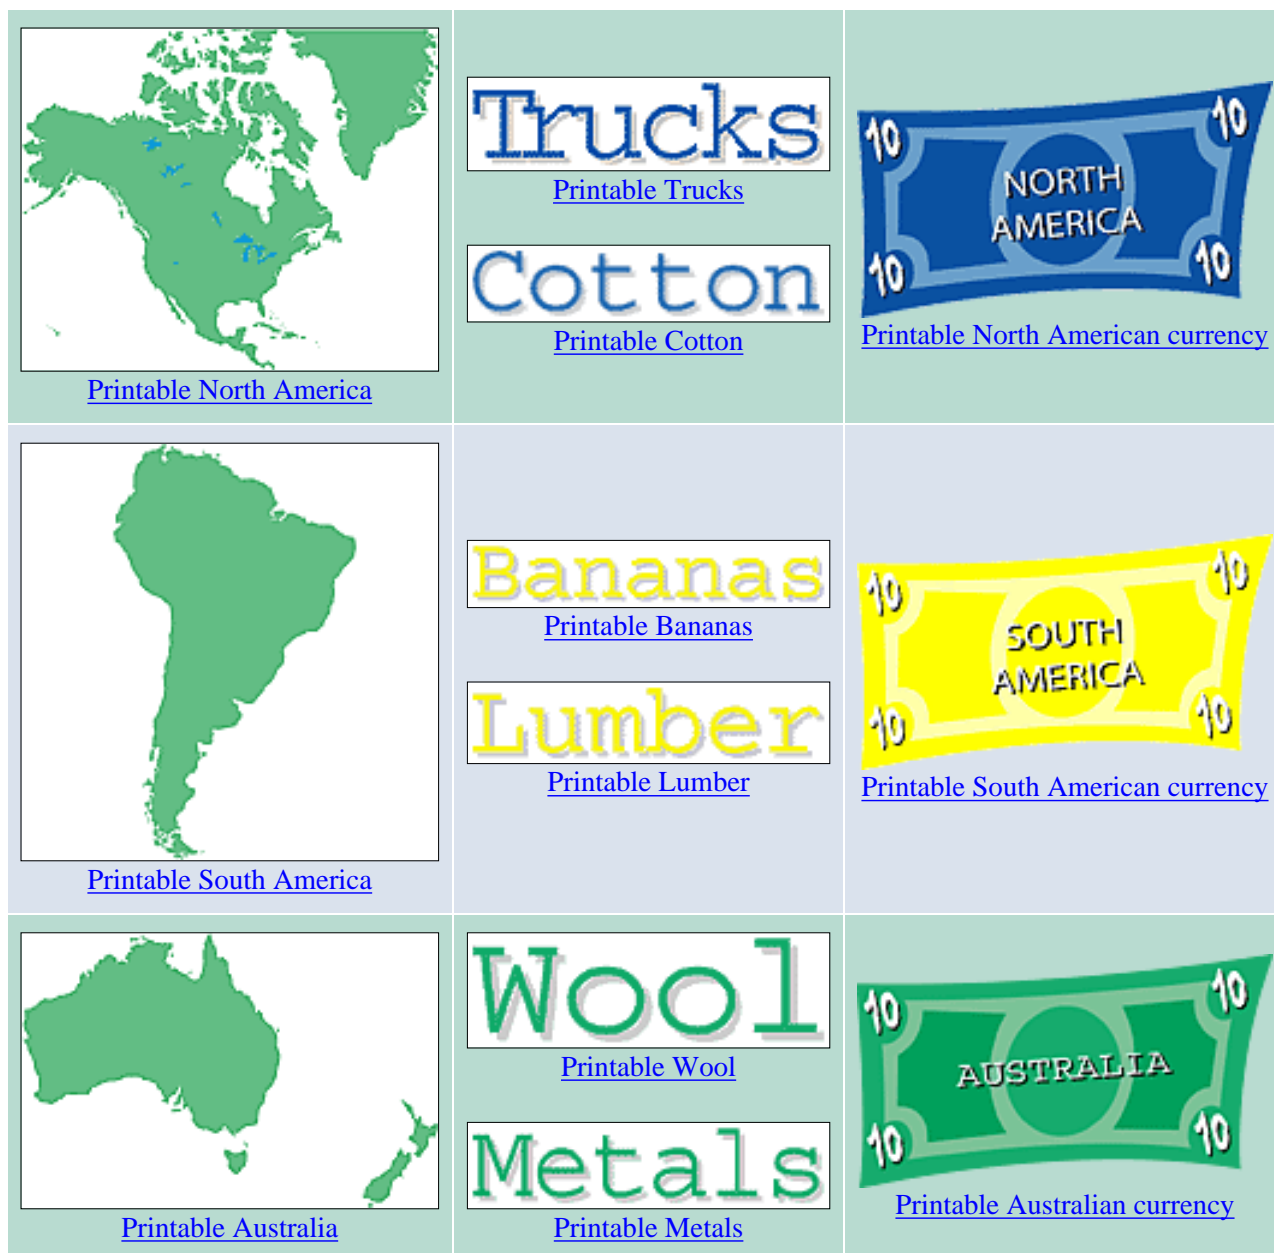 Printable North America
Trucks
Printable Trucks
Cotton
Printable Cotton
10
10
NORTH
AMERICA
10
10
Printable North American currency
Printable South America
Bananas
Printable Bananas
Lumber
Printable Lumber
10
10
SOUTH
AMERICA
10
10
Printable South American currency
Printable Australia
Wool
Printable Wool
Metals
Printable Metals
10
10
AUSTRALIA
10
10
Printable Australian currency